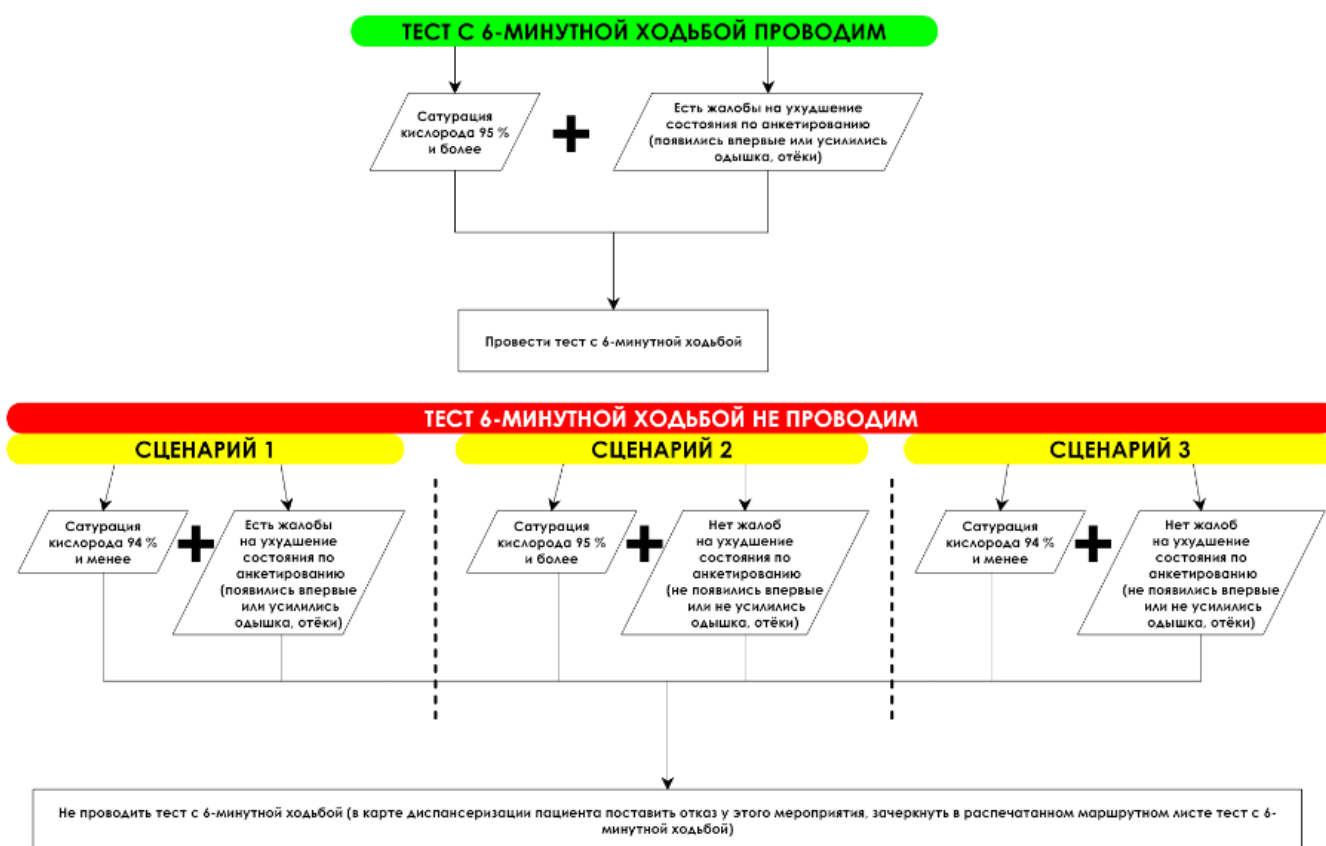 ТЕСТ С 6-МИНУТНОЙ ХОДЬБОЙ ПРОВОДИМ
Сатурация
кислорода 95 %
и более
Есть жалобы на ухудшение
состояния по анкетированию
(появились впервые или усилились
одышка, отёки)
Провести тест с 6-минутной ходьбой
ТЕСТ 6-МИНУТНОЙ ХОДЬБОЙ НЕ ПРОВОДИМ
СЦЕНАРИЙ 1
Сатурация
кислорода 94 %
и менее
Есть жалобы
на ухудшение
состояния по
анкетированию
(появились впервые
или усилились
одышка, отёки)
СЦЕНАРИЙ 2
Сатурация
кислорода 95 %
и более
Нет жалоб
на ухудшение
состояния по
анкетированию
(не появились впервые
или не усилились
одышка, отёки)
СЦЕНАРИЙ 3
Сатурация
кислорода 94 %
и менее
Нет жалоб
на ухудшение
состояния по
анкетированию
(не появились впервые
или не усилились
одышка, отёки)
Не проводить тест с 6-минутной ходьбой (в карте диспансеризации пациента поставить отказ у этого мероприятия, зачеркнуть в распечатанном маршрутном листе тест с 6-
минутной ходьбой)